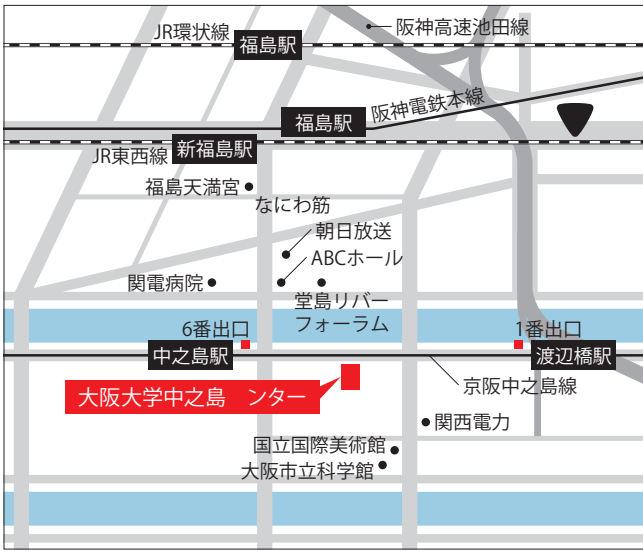 JR環状線
福島駅
阪神高速池田線
福島駅
阪神電鉄本線
JR東西線
新福島駅
福島天満宮
なにわ筋
朝日放送
ABCホール
関電病院
堂島リバー
フォーラム
6番出口
1番出口
中之島駅
渡辺橋駅
大阪大学中之島 ンター
京阪中之島線
関西電力
国立国際美術館
大阪市立科学館